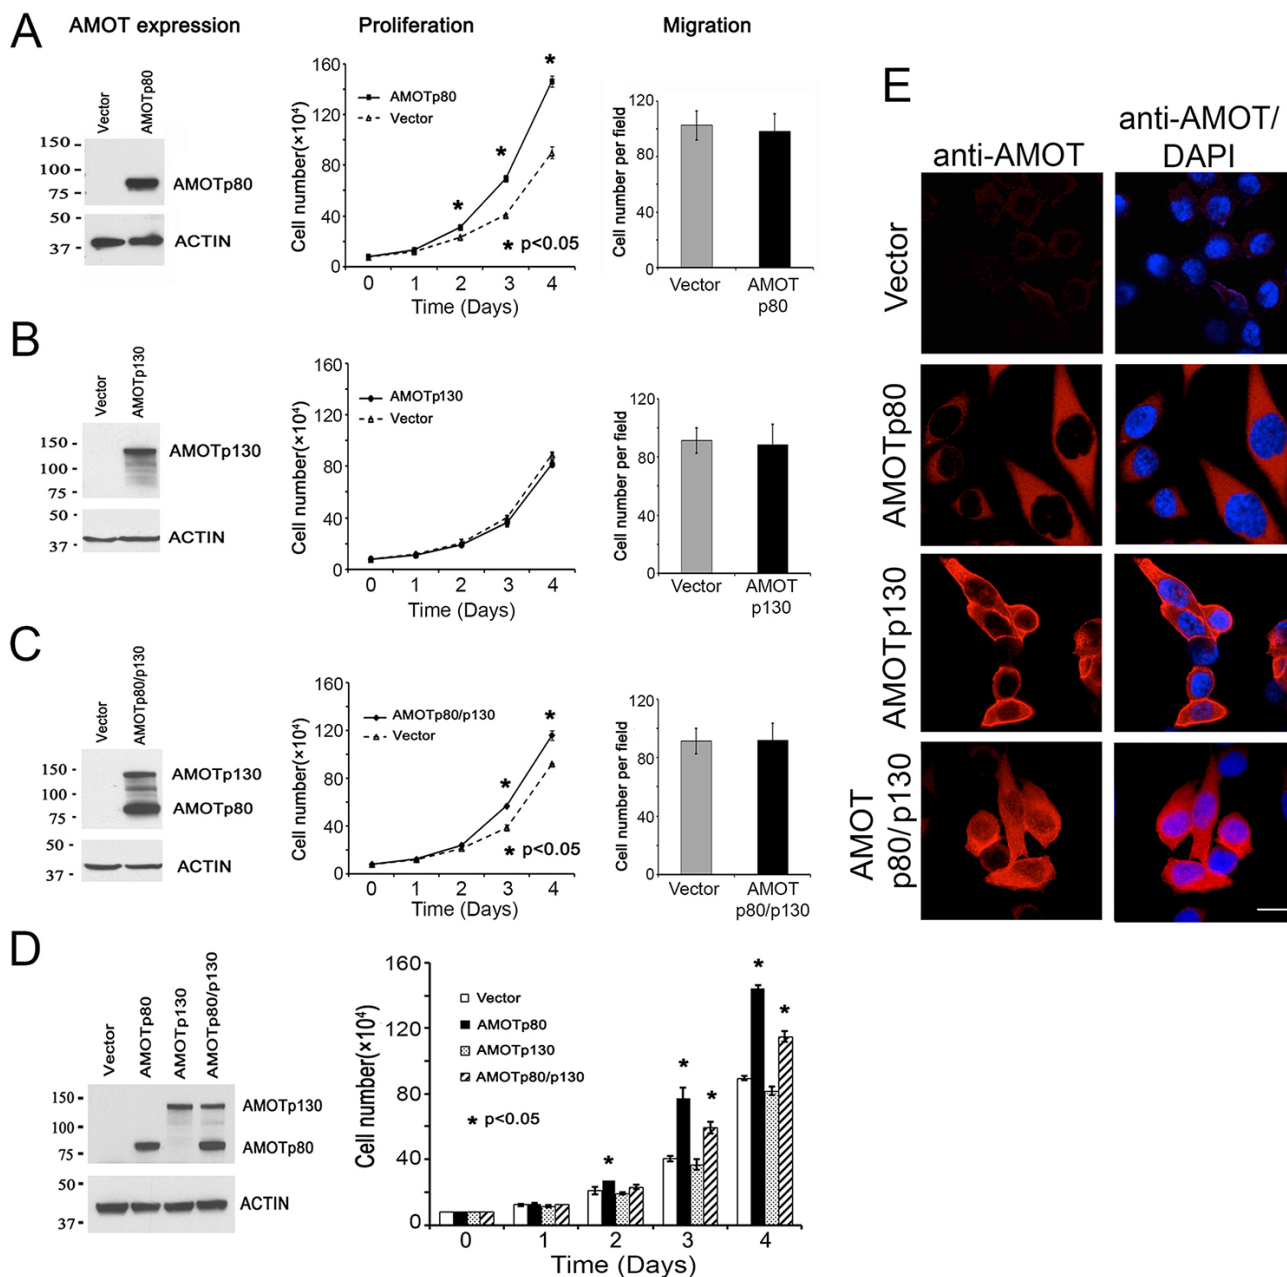 A
AMOT expression
Proliferation
Migration
Vector
AMOTp80
150
100
75
50
37
AMOTp80
ACTIN
Cell number(×10⁴)
160
120
80
40
0
AMOTp80
Vector
* * *
* p<0.05
0 1 2 3 4
Time (Days)
Cell number per field
120
80
40
0
Vector
AMOT
p80
B
Vector
AMOTp130
150
100
75
50
37
AMOTp130
ACTIN
Cell number(×10⁴)
160
120
80
40
0
AMOTp130
Vector
0 1 2 3 4
Time (Days)
Cell number per field
120
80
40
0
Vector
AMOT
p130
C
Vector
AMOTp80/p130
150
100
75
50
37
AMOTp130
AMOTp80
ACTIN
Cell number(×10⁴)
160
120
80
40
0
AMOTp80/p130
Vector
* *
* p<0.05
0 1 2 3 4
Time (Days)
Cell number per field
120
80
40
0
Vector
AMOT
p80/p130
D
Vector
AMOTp80
AMOTp130
AMOTp80/p130
150
100
75
50
37
AMOTp130
AMOTp80
ACTIN
Cell number(×10⁴)
160
120
80
40
0
Vector
AMOTp80
AMOTp130
AMOTp80/p130
* p<0.05
* * * * *
0 1 2 3 4
Time (Days)
E
anti-AMOT
anti-AMOT/
DAPI
Vector
AMOTp80
AMOTp130
AMOT
p80/p130